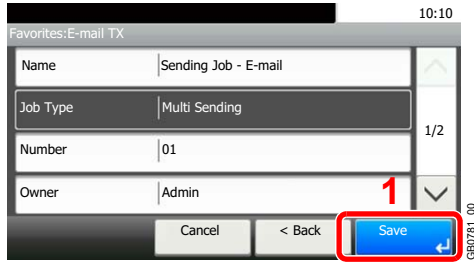 10:10
Favorites:E-mail TX
Name Sending Job - E-mail
Job Type Multi Sending
1/2
Number 01
Owner Admin
1
Cancel < Back Save
GB0781_00